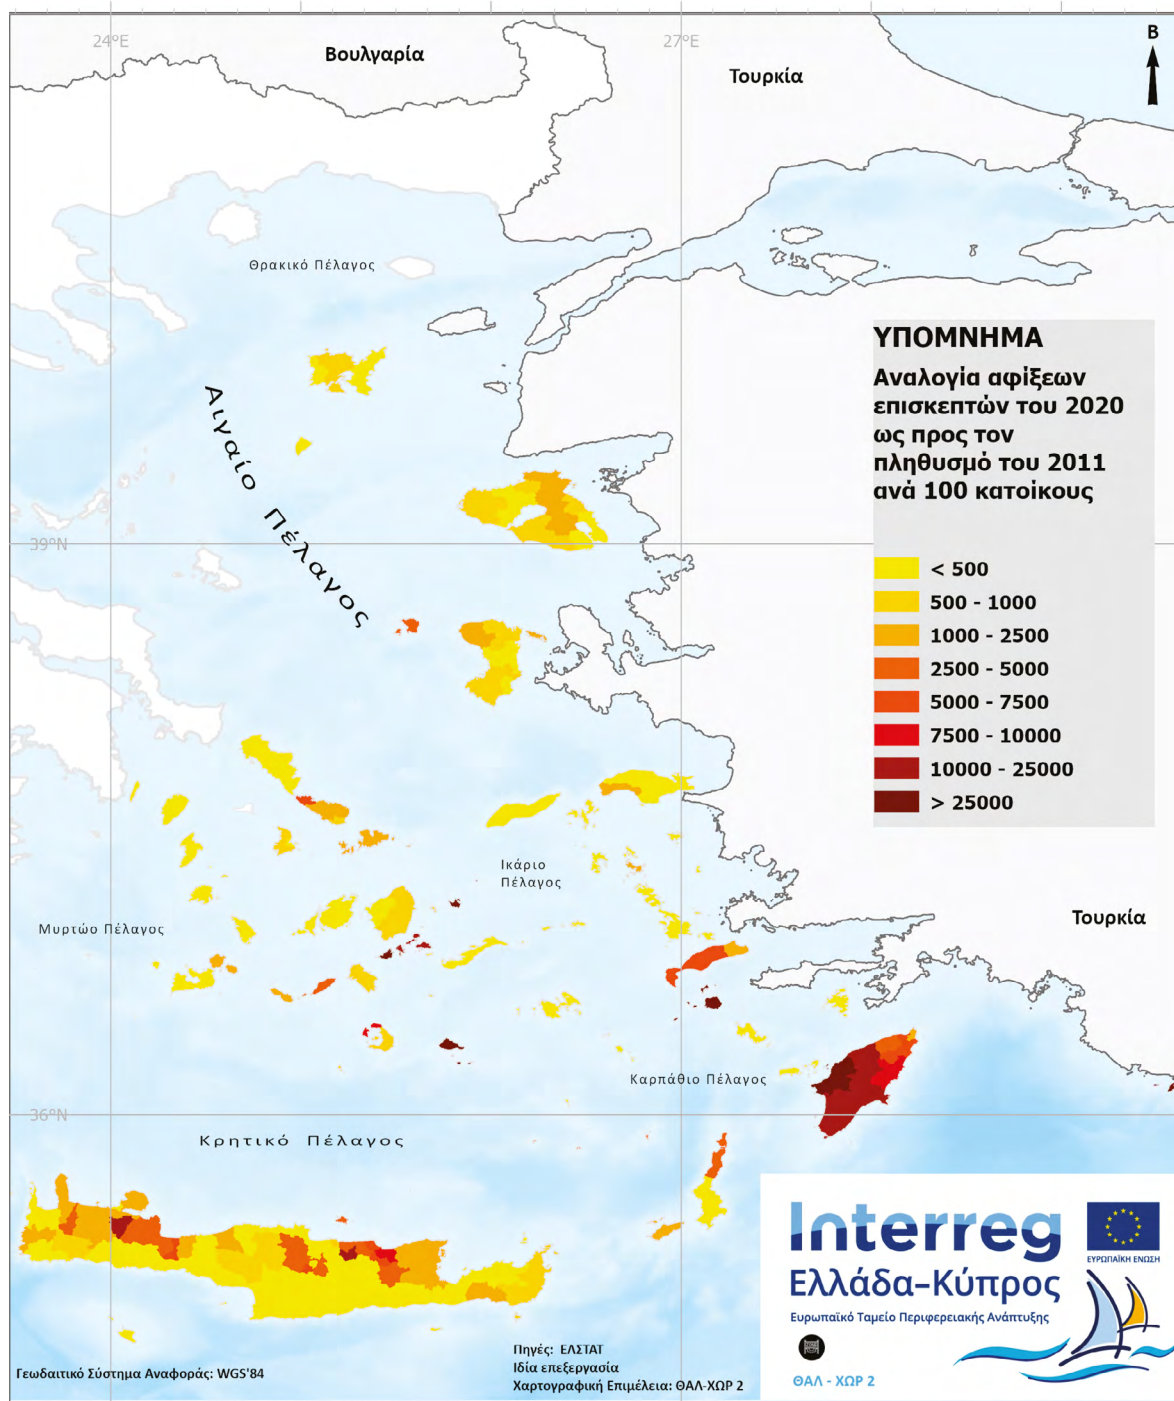 24°E
27°E
Βουλγαρία
Τουρκία
Β
Θρακικό Πέλαγος
ΥΠΟΜΝΗΜΑ
Αναλογία αφίξεων
επισκεπτών του 2020
ως προς τον
πληθυσμό του 2011
ανά 100 κατοίκους
< 500
500 - 1000
1000 - 2500
2500 - 5000
5000 - 7500
7500 - 10000
10000 - 25000
> 25000
Αιγαίο Πέλαγος
39°N
Ικάριο
Πέλαγος
Μυρτώο Πέλαγος
Τουρκία
Καρπάθιο Πέλαγος
36°N
Κρητικό Πέλαγος
Interreg
ΕΥΡΩΠΑΪΚΗ ΕΝΩΣΗ
Ελλάδα-Κύπρος
Ευρωπαϊκό Ταμείο Περιφερειακής Ανάπτυξης
ΘΑΛ - ΧΩΡ 2
Πηγές: ΕΛΣΤΑΤ
Ιδία επεξεργασία
Χαρτογραφική Επιμέλεια: ΘΑΛ-ΧΩΡ 2
Γεωδαιτικό Σύστημα Αναφοράς: WGS'84